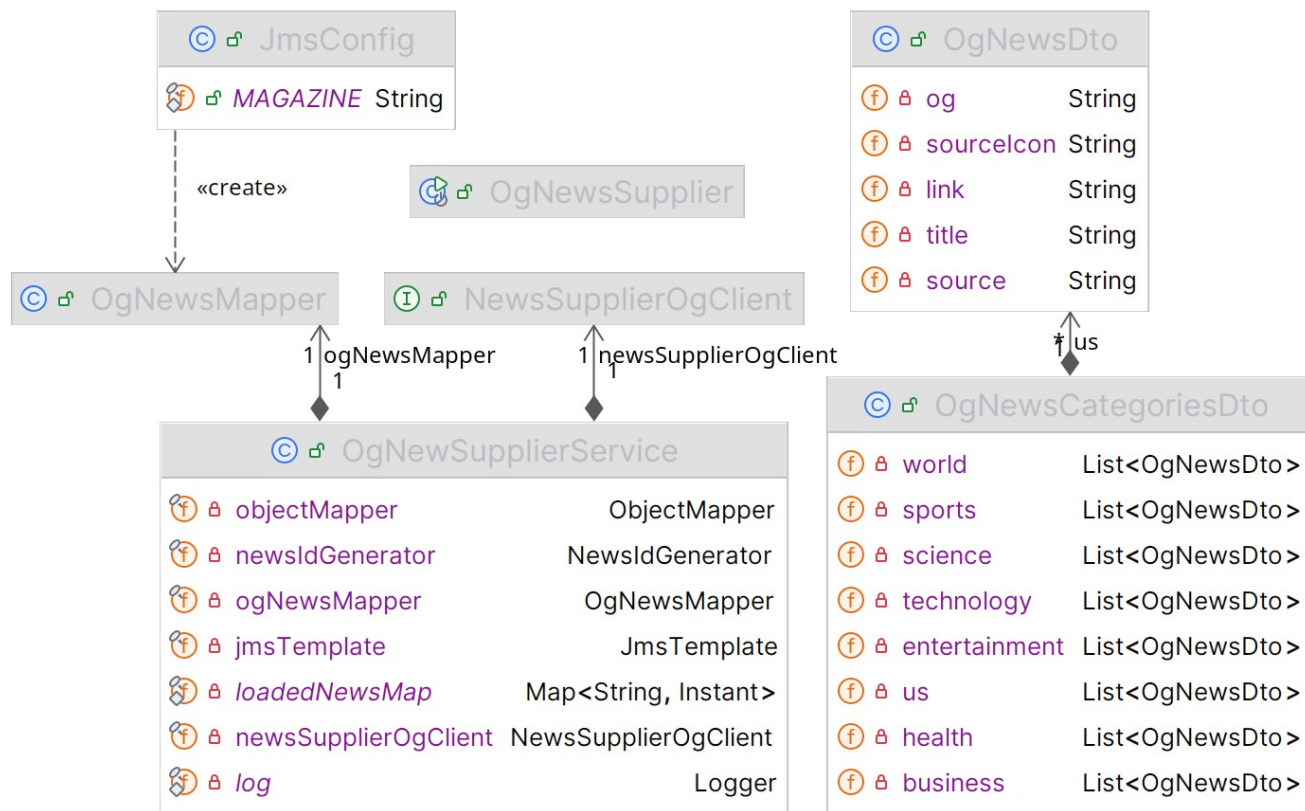 JmsConfig
MAGAZINE String
«create»
OgNewsSupplier
OgNewsDto
og String
sourceIcon String
link String
title String
source String
OgNewsMapper
NewsSupplierOgClient
1 ogNewsMapper
1
1 newsSupplierOgClient
1
* us
1
OgNewSupplierService
objectMapper ObjectMapper
newsIdGenerator NewsIdGenerator
ogNewsMapper OgNewsMapper
jmsTemplate JmsTemplate
loadedNewsMap Map<String, Instant>
newsSupplierOgClient NewsSupplierOgClient
log Logger
OgNewsCategoriesDto
world List<OgNewsDto>
sports List<OgNewsDto>
science List<OgNewsDto>
technology List<OgNewsDto>
entertainment List<OgNewsDto>
us List<OgNewsDto>
health List<OgNewsDto>
business List<OgNewsDto>